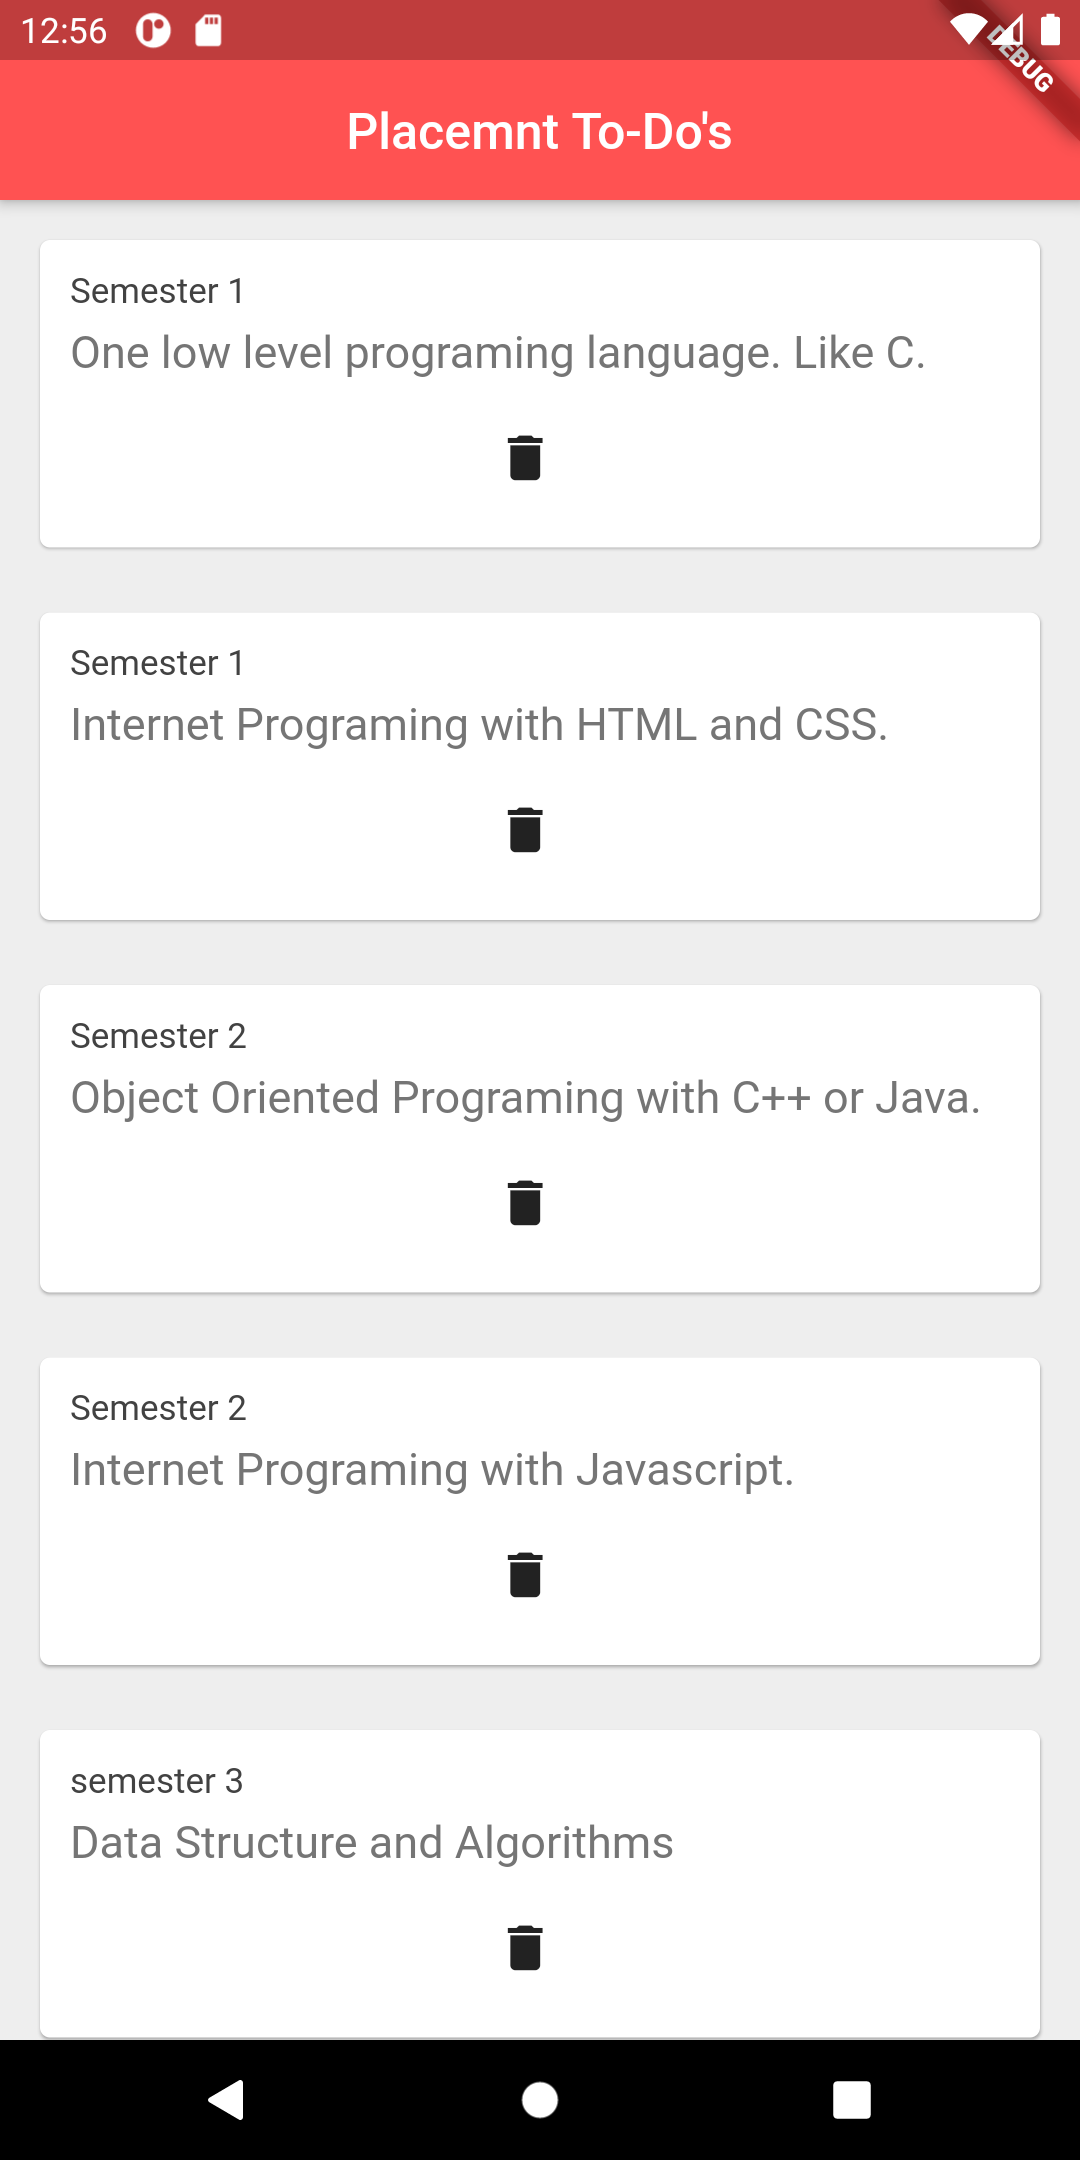 12:56
DEBUG
Placemnt To-Do's
Semester 1
One low level programing language. Like C.
Semester 1
Internet Programing with HTML and CSS.
Semester 2
Object Oriented Programing with C++ or Java.
Semester 2
Internet Programing with Javascript.
semester 3
Data Structure and Algorithms